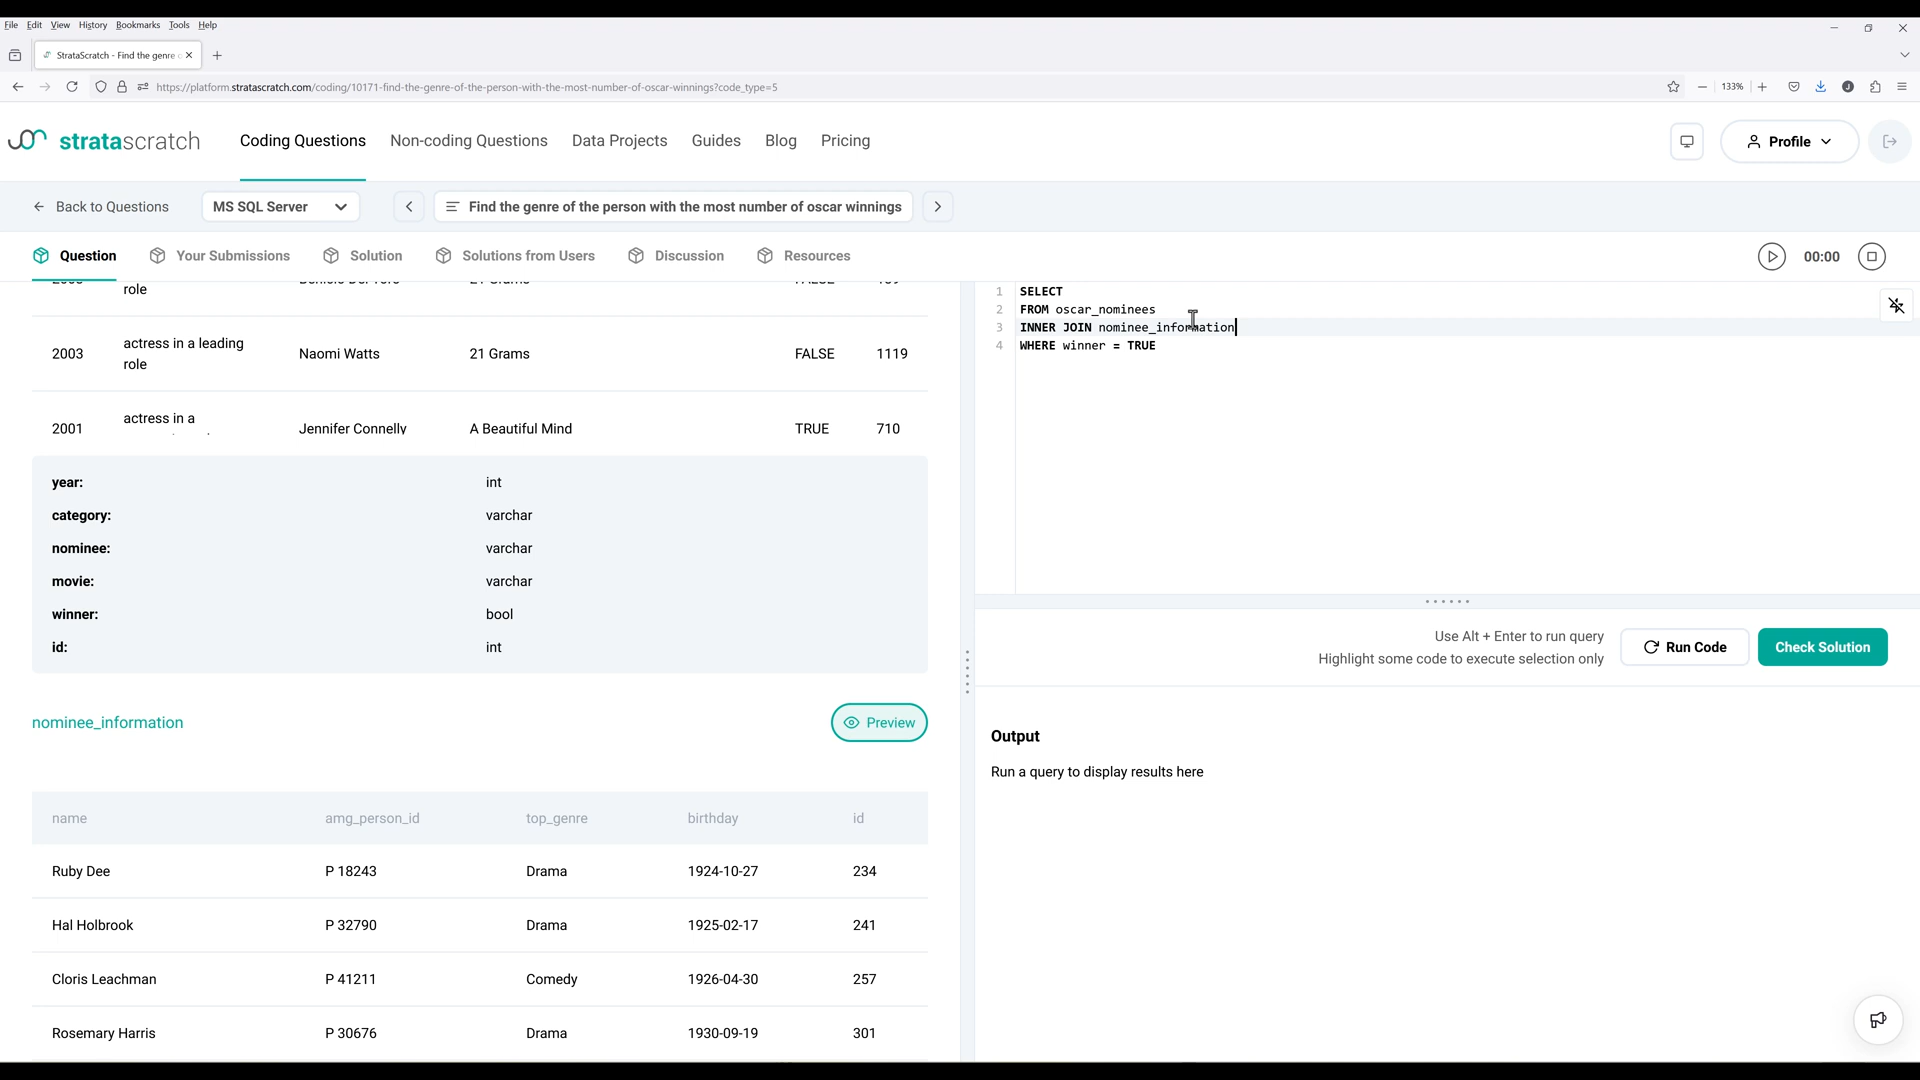 File Edit View History Bookmarks Tools Help
StrataScratch - Find the genre
https://platform.stratascratch.com/coding/10171-find-the-genre-of-the-person-with-the-most-number-of-oscar-winnings?code_type=5
133%
stratascratch
Coding Questions Non-coding Questions Data Projects Guides Blog Pricing
Profile
Back to Questions
MS SQL Server
Find the genre of the person with the most number of oscar winnings
Question Your Submissions Solution Solutions from Users Discussion Resources
00:00
role
2003 actress in a leading role Naomi Watts 21 Grams FALSE 1119
2001 actress in a Jennifer Connelly A Beautiful Mind TRUE 710
year: int
category: varchar
nominee: varchar
movie: varchar
winner: bool
id: int
nominee_information
Preview
name amg_person_id top_genre birthday id
Ruby Dee P 18243 Drama 1924-10-27 234
Hal Holbrook P 32790 Drama 1925-02-17 241
Cloris Leachman P 41211 Comedy 1926-04-30 257
Rosemary Harris P 30676 Drama 1930-09-19 301
1 SELECT
2 FROM oscar_nominees
3 INNER JOIN nominee_information
4 WHERE winner = TRUE
Use Alt + Enter to run query
Highlight some code to execute selection only
Run Code
Check Solution
Output
Run a query to display results here